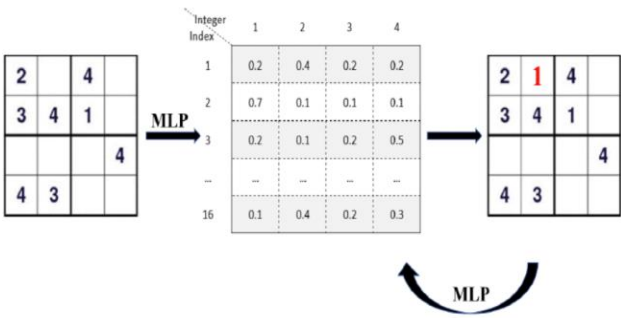 Integer
Index
1 2 3 4
1 0.2 0.4 0.2 0.2
2 0.7 0.1 0.1 0.1
3 0.2 0.1 0.2 0.5
... ... ... ... ...
16 0.1 0.4 0.2 0.3
2 4
3 4 1
4
4 3
MLP
2 1 4
3 4 1
4
4 3
MLP